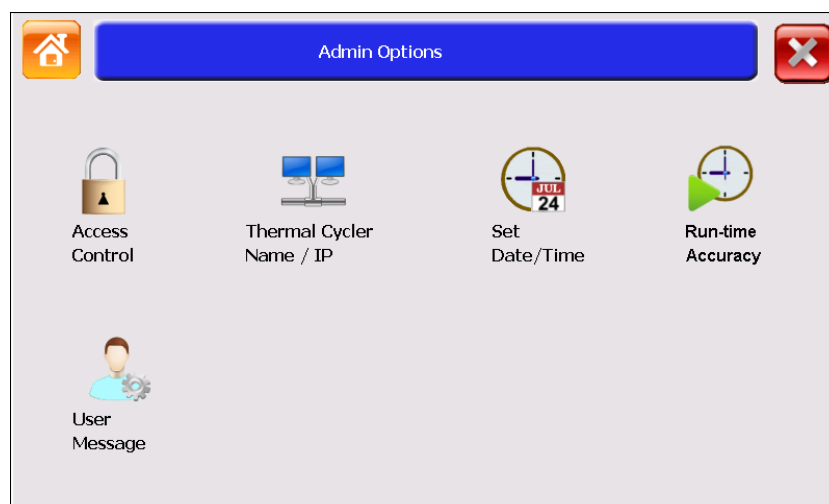 Admin Options
Access
Control
Thermal Cycler
Name / IP
JUL
24
Set
Date/Time
Run-time
Accuracy
User
Message